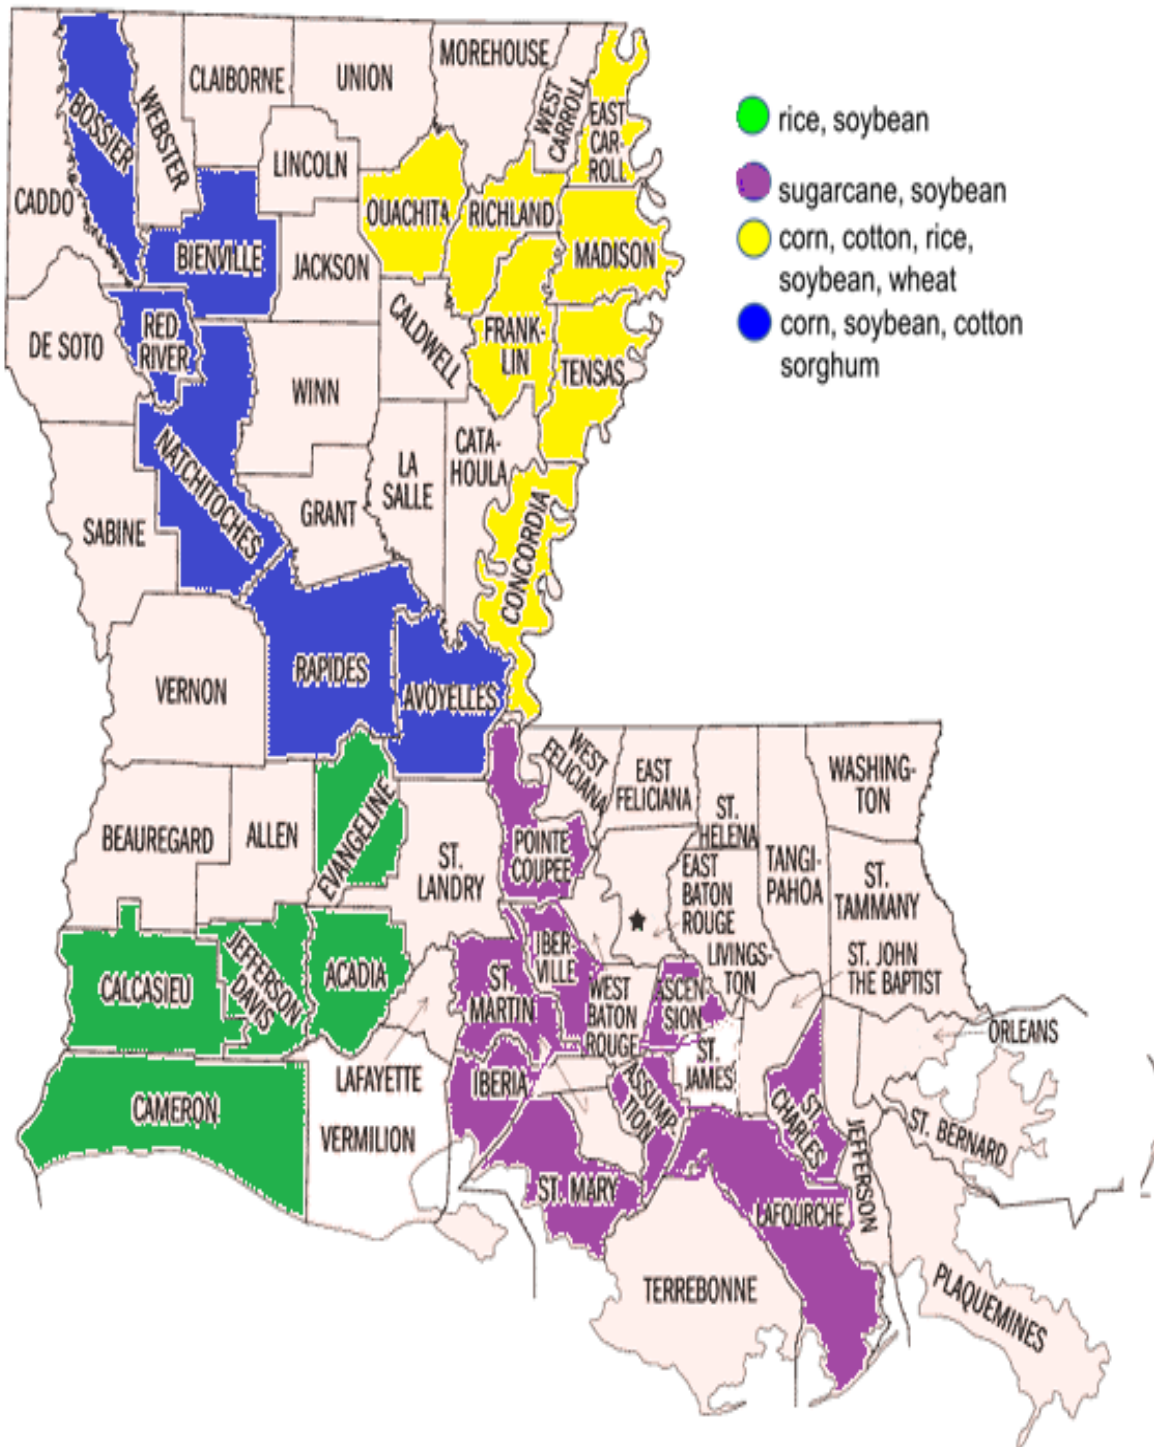 MOREHOUSE
CLAIBORNE
UNION
WEST
CARROLL
EAST
CAR-
ROLL
BOSSIER
WEBSTER
LINCOLN
CADDO
OUACHITA
RICHLAND
MADISON
BIENVILLE
JACKSON
DE SOTO
RED
RIVER
CALDWELL
FRANK-
LIN
TENSAS
WINN
NATCHITOCHES
LA
SALLE
CATA-
HOULA
SABINE
GRANT
CONCORDIA
VERNON
RAPIDES
AVOYELLES
rice, soybean
sugarcane, soybean
corn, cotton, rice,
soybean, wheat
corn, soybean, cotton
sorghum
BEAUREGARD
ALLEN
EVANGELINE
ST.
LANDRY
POINTE
COUPEE
WEST
FELICIANA
EAST
FELICIANA
ST.
HELENA
TANGI-
PAHOA
WASHING-
TON
ST.
TAMMANY
EAST
BATON
ROUGE
LIVINGS-
TON
ST. JOHN
THE BAPTIST
CALCASIEU
JEFFERSON
DAVIS
ACADIA
ST.
MARTIN
IBER
VILLE
WEST
BATON
ROUGE
ASCEN
SION
ST.
JAMES
ORLEANS
CAMERON
LAFAYETTE
VERMILION
IBERIA
ASSUMP-
TION
ST.
CHARLES
JEFFERSON
ST. BERNARD
ST. MARY
LAFOURCHE
TERREBONNE
PLAQUEMINES